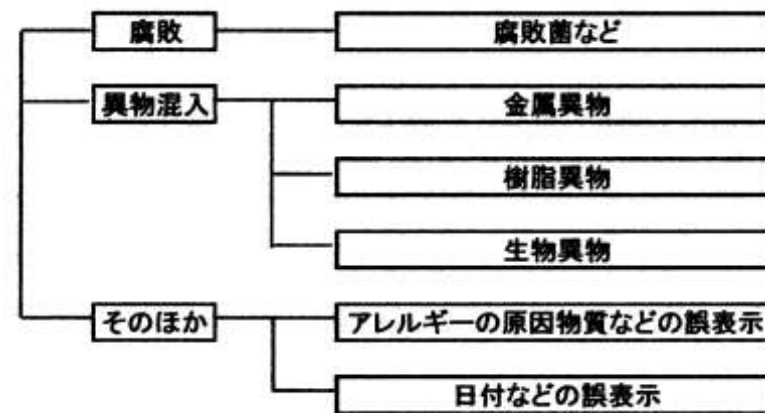 腐敗
腐敗菌など
異物混入
金属異物
樹脂異物
生物異物
そのほか
アレルギーの原因物質などの誤表示
日付などの誤表示